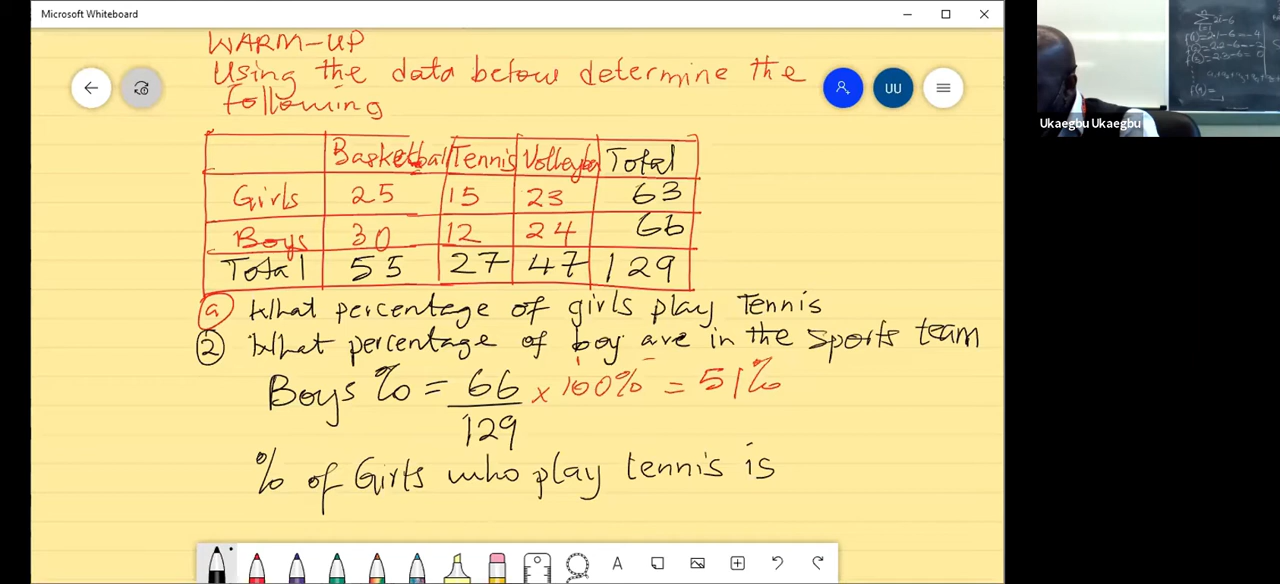 Microsoft Whiteboard
WARM-UP
Using the data below determine the
following
UU
Basketball Tennis Volleyball Total
Girls 25 15 23 63
Boys 30 12 24 66
Total 55 27 47 129
a What percentage of girls play Tennis
2 What percentage of boy are in the sports team
Boys % = 66/129 × 100% = 51%
% of Girls who play tennis is
A
Ukaegbu Ukaegbu